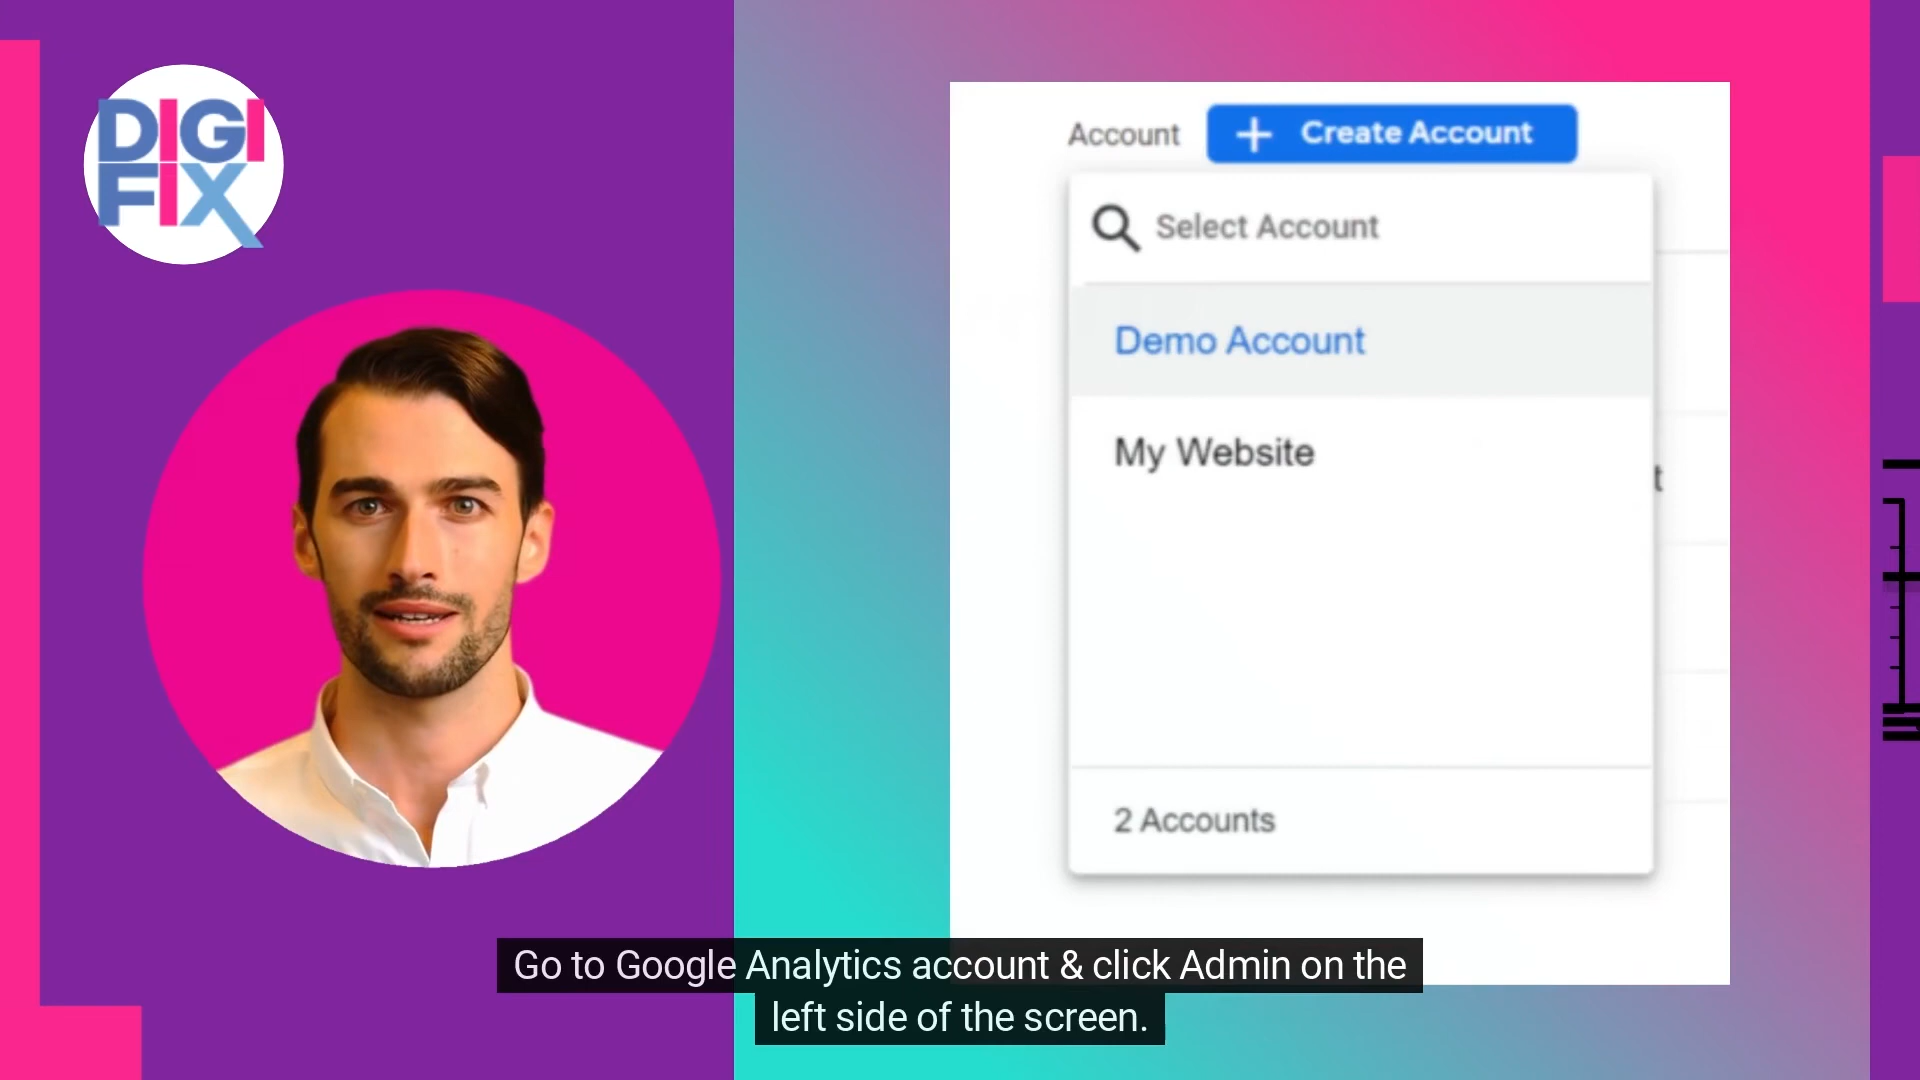 DIGI
FIX
Account
+ Create Account
Select Account
Demo Account
My Website
t
2 Accounts
Go to Google Analytics account & click Admin on the
left side of the screen.